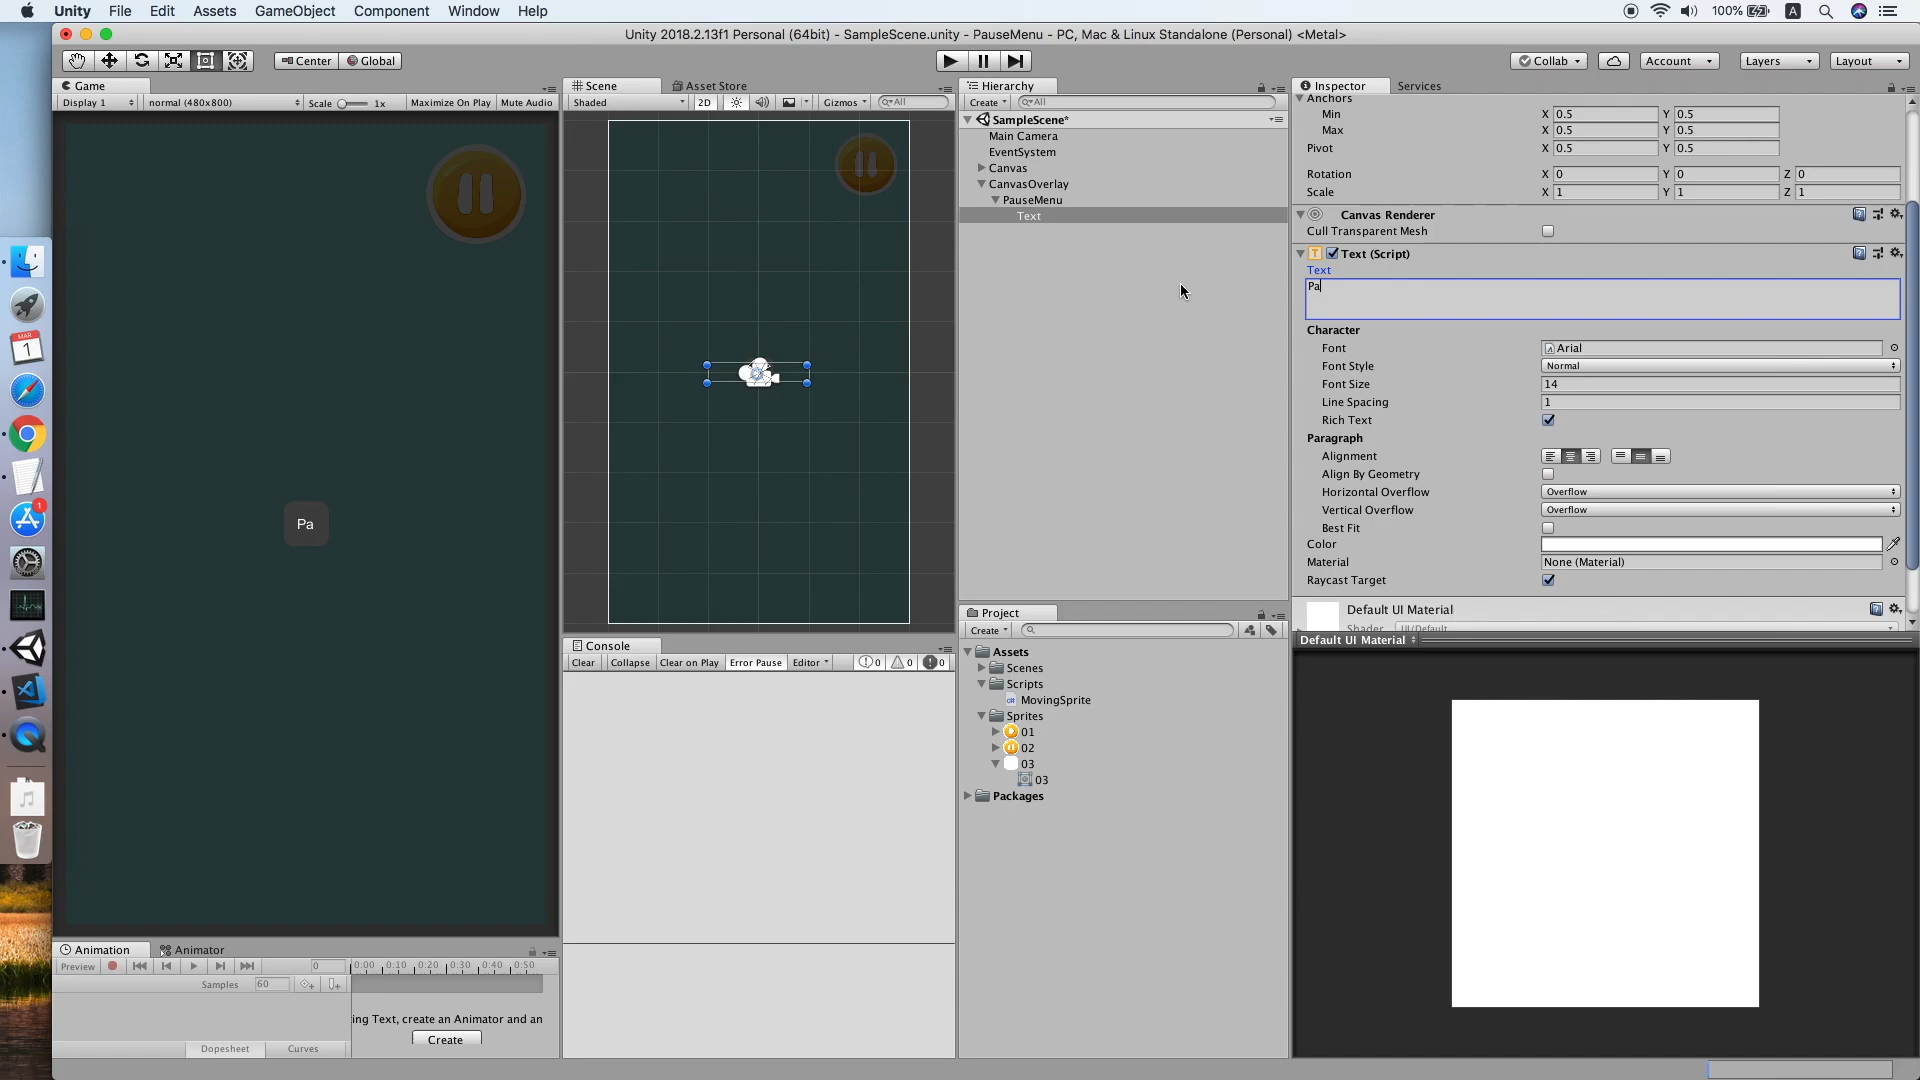 Unity File Edit Assets GameObject Component Window Help 100% A
Unity 2018.2.13f1 Personal (64bit) - SampleScene.unity - PauseMenu - PC, Mac & Linux Standalone (Personal) <Metal>
Center Global Collab Account Layers Layout
Game Scene Asset Store Hierarchy Inspector Services
Display 1 normal (480x800) Scale 1x Maximize On Play Mute Audio
Shaded 2D Gizmos All
Create All
SampleScene*
Main Camera
EventSystem
Canvas
CanvasOverlay
PauseMenu
Text
Anchors
Min X 0.5 Y 0.5
Max X 0.5 Y 0.5
Pivot X 0.5 Y 0.5
Rotation X 0 Y 0 Z 0
Scale X 1 Y 1 Z 1
Canvas Renderer
Cull Transparent Mesh
Text (Script)
Text
Pa
Character
Font Arial
Font Style Normal
Font Size 14
Line Spacing 1
Rich Text
Paragraph
Alignment
Align By Geometry
Horizontal Overflow Overflow
Vertical Overflow Overflow
Best Fit
Color
Material None (Material)
Raycast Target
Default UI Material
Shader UI/Default
Default UI Material
Pa
MAR
1
1
Console
Clear Collapse Clear on Play Error Pause Editor 0 0 0
Project
Create
Assets
Scenes
Scripts
MovingSprite
Sprites
01
02
03
03
Packages
Animation Animator
Preview 0 0:00 0:10 0:20 0:30 0:40 0:50
Samples 60
ing Text, create an Animator and an
Create
Dopesheet Curves